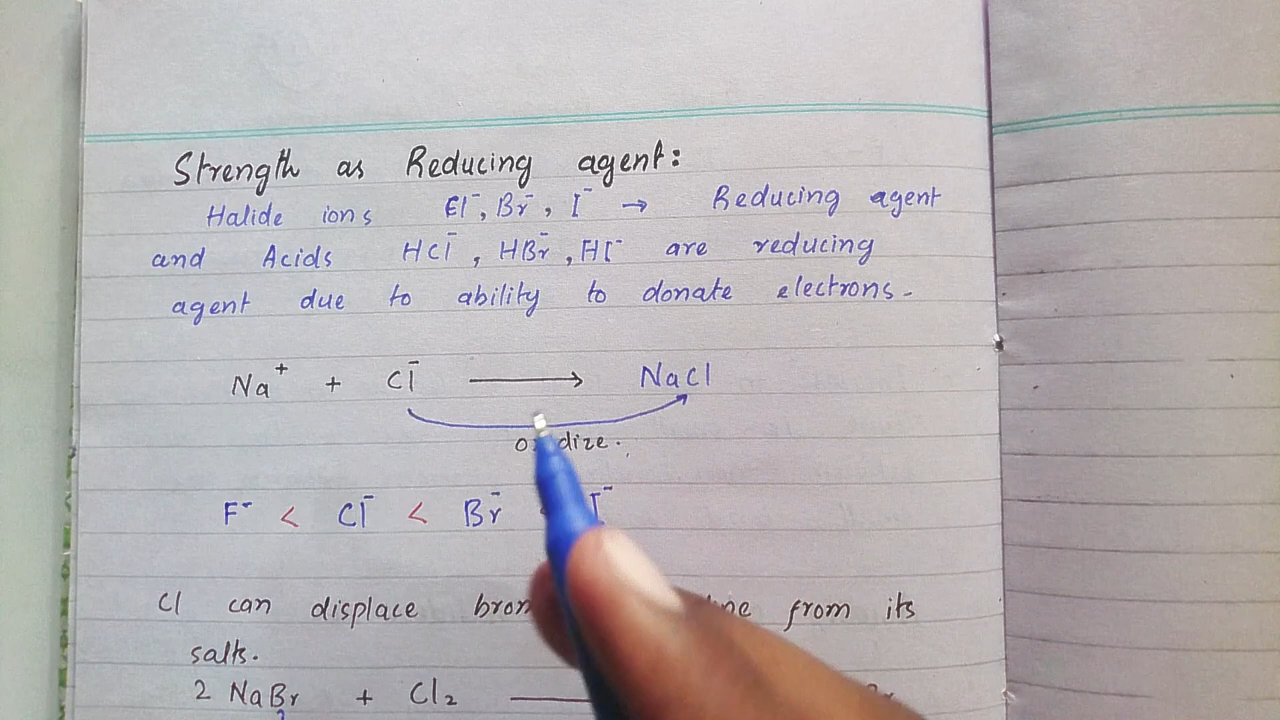 Strength as Reducing agent:
Halide ions Cl⁻, Br⁻, I⁻ → Reducing agent
and Acids HCl⁻, HBr⁻, HI⁻ are reducing
agent due to ability to donate electrons.
Na⁺ + Cl⁻ ⟶ NaCl
F⁻ < Cl⁻ < Br⁻ I⁻
Cl can displace from its
salts.
2 NaBr + Cl₂